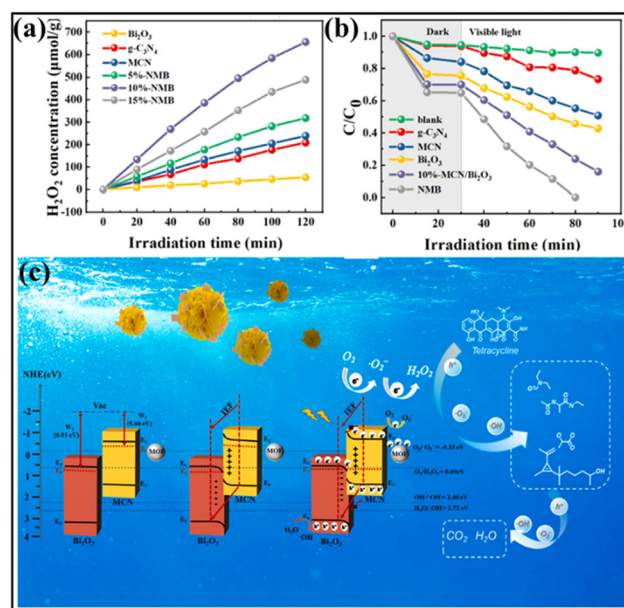 (a)
H₂O₂ concentration (μmol/g)
700
600
500
400
300
200
100
0
-100
Bi₂O₃
g-C₃N₄
MCN
5%-NMB
10%-NMB
15%-NMB
0 20 40 60 80 100 120
Irradiation time (min)
(b)
C/C₀
1.0
0.8
0.6
0.4
0.2
0.0
Dark Visible light
blank
g-C₃N₄
MCN
Bi₂O₃
10%-MCN/Bi₂O₃
NMB
0 20 40 60 80
Irradiation time (min)
(c)
NHE(eV)
-2
-1
0
1
2
3
4
Vac
(6.01 eV)
(5.66 eV)
MOF
MCN
Bi₂O₃
IEF
MCN
Bi₂O₃
MOF
IEF
MCN
Bi₂O₃
MOF
H₂O
·OH
O₂ ·O₂⁻ H₂O₂
O₂/·O₂⁻ = -0.33 eV
O₂/H₂O₂= 0.69eV
OH⁻/·OH = 2.40 eV
H₂O/·OH = 2.72 eV
Tetracycline
h⁺
·O₂⁻
·OH
h⁺
·O₂⁻
·OH
CO₂ H₂O